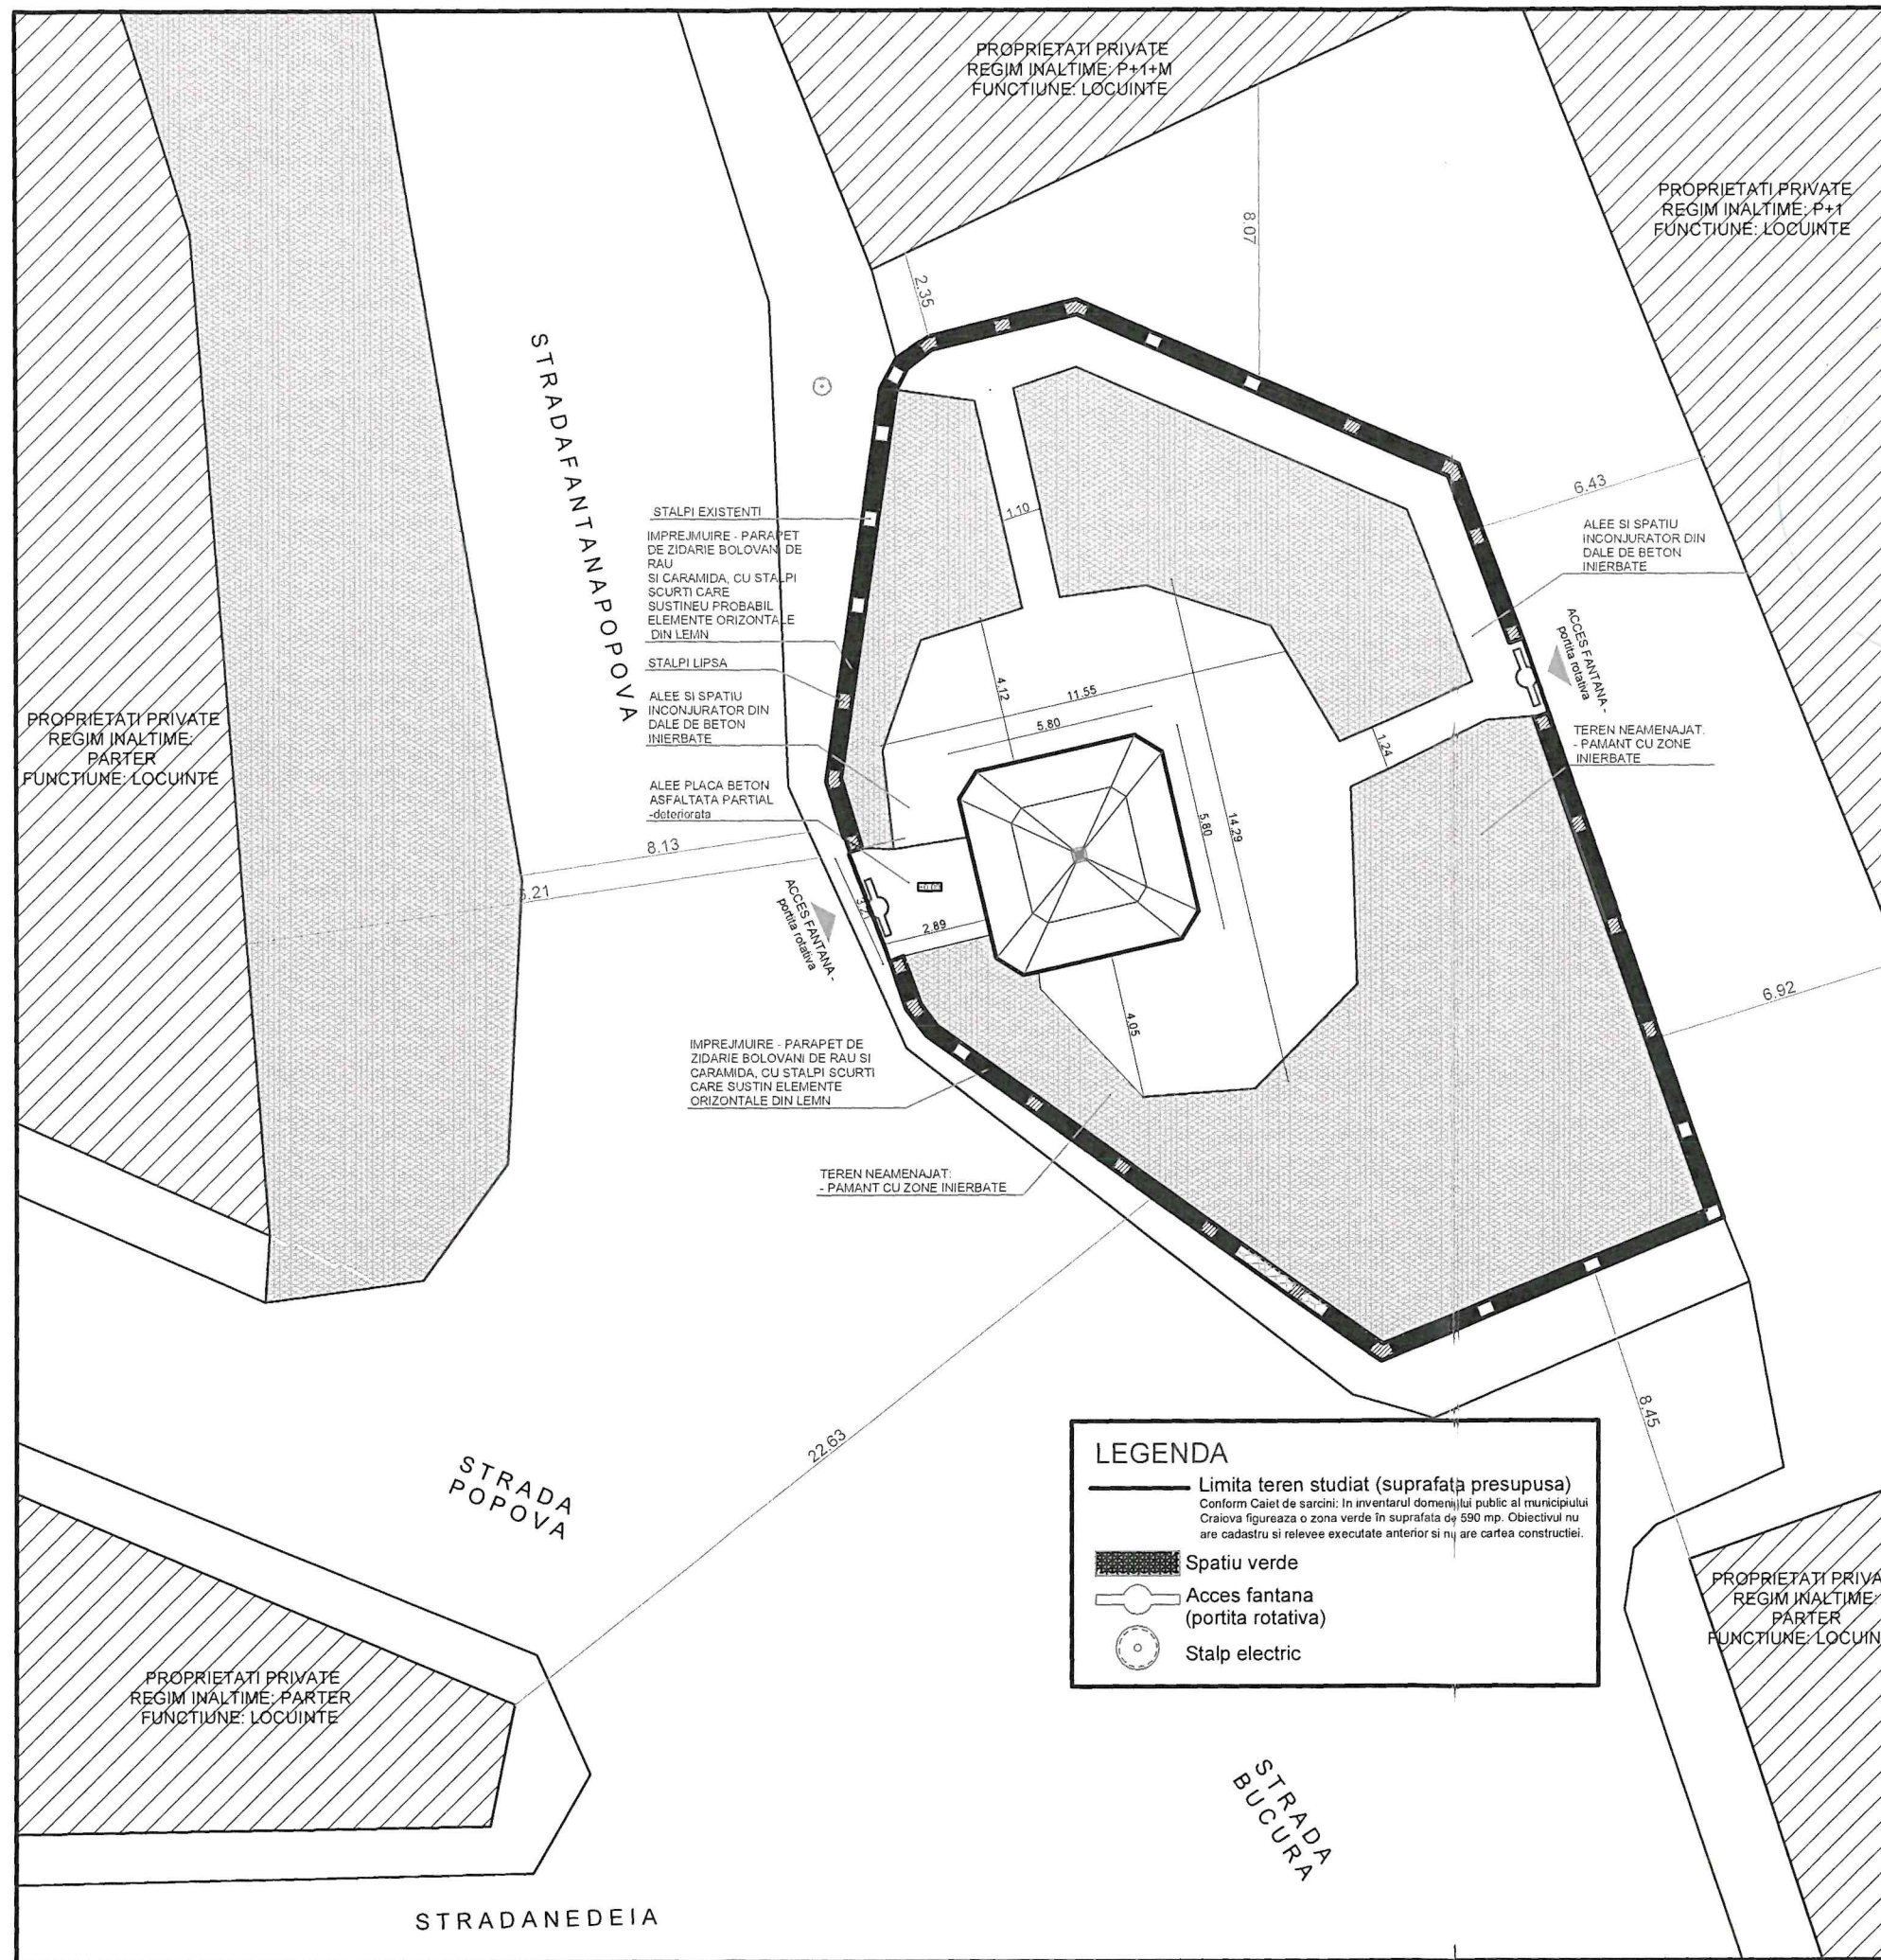 PROPRIETATI PRIVATE
REGIM INALTIME: P+1+M
FUNCTIUNE: LOCUINTE
PROPRIETATI PRIVATE
REGIM INALTIME: P+1
FUNCTIUNE: LOCUINTE
8.07
2.35
STRADAFANTANAPOPOVA
6.43
1.10
STALPI EXISTENTI
IMPREJMUIRE - PARAPET
DE ZIDARIE BOLOVANI DE
RAU
SI CARAMIDA, CU STALPI
SCURTI CARE
SUSTINEU PROBABIL
ELEMENTE ORIZONTALE
DIN LEMN
STALPI LIPSA
ALEE SI SPATIU
INCONJURATOR DIN
DALE DE BETON
INIERBATE
ALEE PLACA BETON
ASFALTATA PARTIAL
-deteriorata
ALEE SI SPATIU
INCONJURATOR DIN
DALE DE BETON
INIERBATE
ACCES FANTANA -
portita rotativa
TEREN NEAMENAJAT:
- PAMANT CU ZONE
INIERBATE
PROPRIETATI PRIVATE
REGIM INALTIME:
PARTER
FUNCTIUNE: LOCUINTE
4.12
11.55
5.80
1.24
5.80
14.29
8.13
5.21
3.21
2.89
ACCES FANTANA -
portita rotativa
6.92
4.05
IMPREJMUIRE - PARAPET DE
ZIDARIE BOLOVANI DE RAU SI
CARAMIDA, CU STALPI SCURTI
CARE SUSTIN ELEMENTE
ORIZONTALE DIN LEMN
TEREN NEAMENAJAT:
- PAMANT CU ZONE INIERBATE
22.63
8.45
STRADA
POPOVA
LEGENDA
Limita teren studiat (suprafata presupusa)
Conform Caiet de sarcini: In inventarul domeniului public al municipiului
Craiova figureaza o zona verde în suprafata de 590 mp. Obiectivul nu
are cadastru si relevee executate anterior si nu are cartea constructiei.
Spatiu verde
Acces fantana
(portita rotativa)
Stalp electric
PROPRIETATI PRIVA
REGIM INALTIME:
PARTER
FUNCTIUNE: LOCUIN
PROPRIETATI PRIVATE
REGIM INALTIME: PARTER
FUNCTIUNE: LOCUINTE
STRADA
BUCURA
STRADANEDEIA